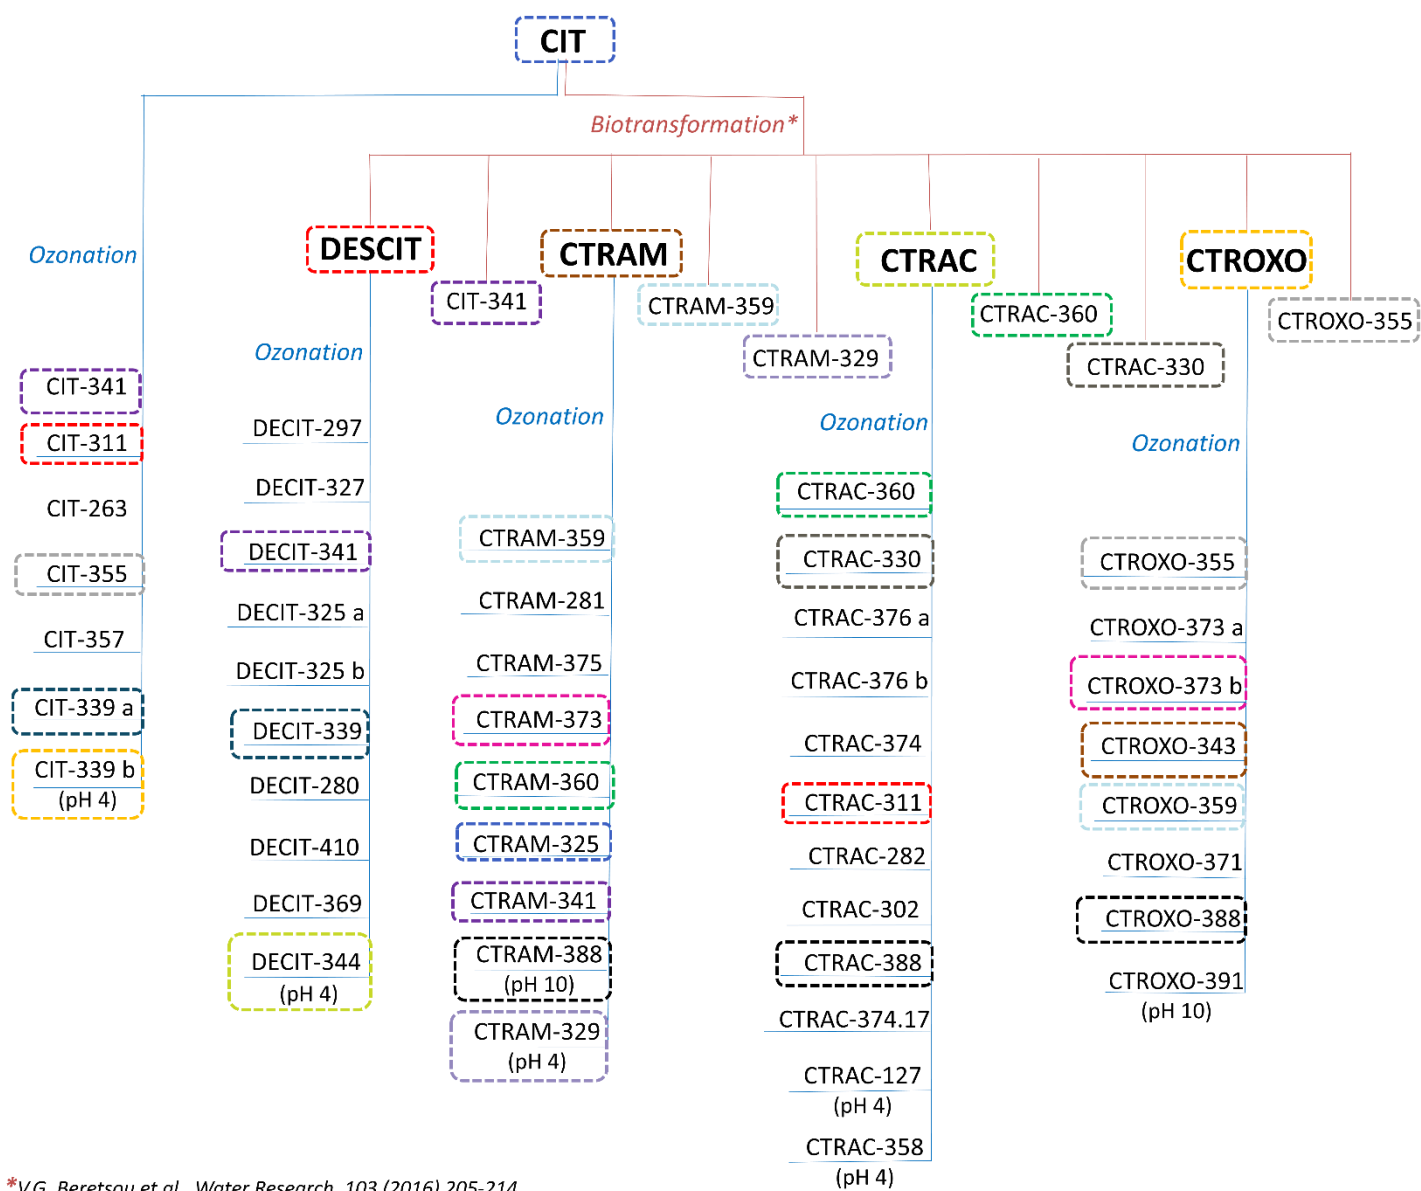 CIT
Biotransformation*
Ozonation
DESCIT
CTRAM
CTRAC
CTROXO
CIT-341
CTRAM-359
CTRAM-329
CTRAC-360
CTRAC-330
CTROXO-355
CIT-341
CIT-311
CIT-263
CIT-355
CIT-357
CIT-339 a
CIT-339 b
(pH 4)
Ozonation
DECIT-297
DECIT-327
DECIT-341
DECIT-325 a
DECIT-325 b
DECIT-339
DECIT-280
DECIT-410
DECIT-369
DECIT-344
(pH 4)
Ozonation
CTRAM-359
CTRAM-281
CTRAM-375
CTRAM-373
CTRAM-360
CTRAM-325
CTRAM-341
CTRAM-388
(pH 10)
CTRAM-329
(pH 4)
Ozonation
CTRAC-360
CTRAC-330
CTRAC-376 a
CTRAC-376 b
CTRAC-374
CTRAC-311
CTRAC-282
CTRAC-302
CTRAC-388
CTRAC-374.17
CTRAC-127
(pH 4)
CTRAC-358
(pH 4)
Ozonation
CTROXO-355
CTROXO-373 a
CTROXO-373 b
CTROXO-343
CTROXO-359
CTROXO-371
CTROXO-388
CTROXO-391
(pH 10)
*V.G. Beretsou et al., Water Research, 103 (2016) 205-214